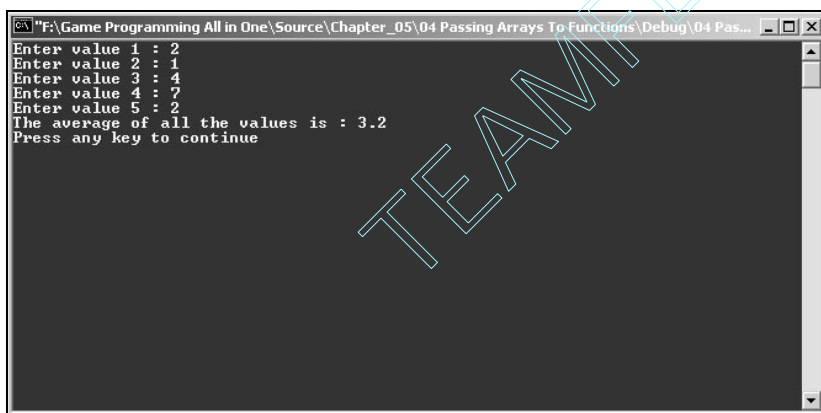 "F:\Game Programming All in One\Source\Chapter_05\04 Passing Arrays To Functions\Debug\04 Pas...
Enter value 1 : 2
Enter value 2 : 1
Enter value 3 : 4
Enter value 4 : 7
Enter value 5 : 2
The average of all the values is : 3.2
Press any key to continue